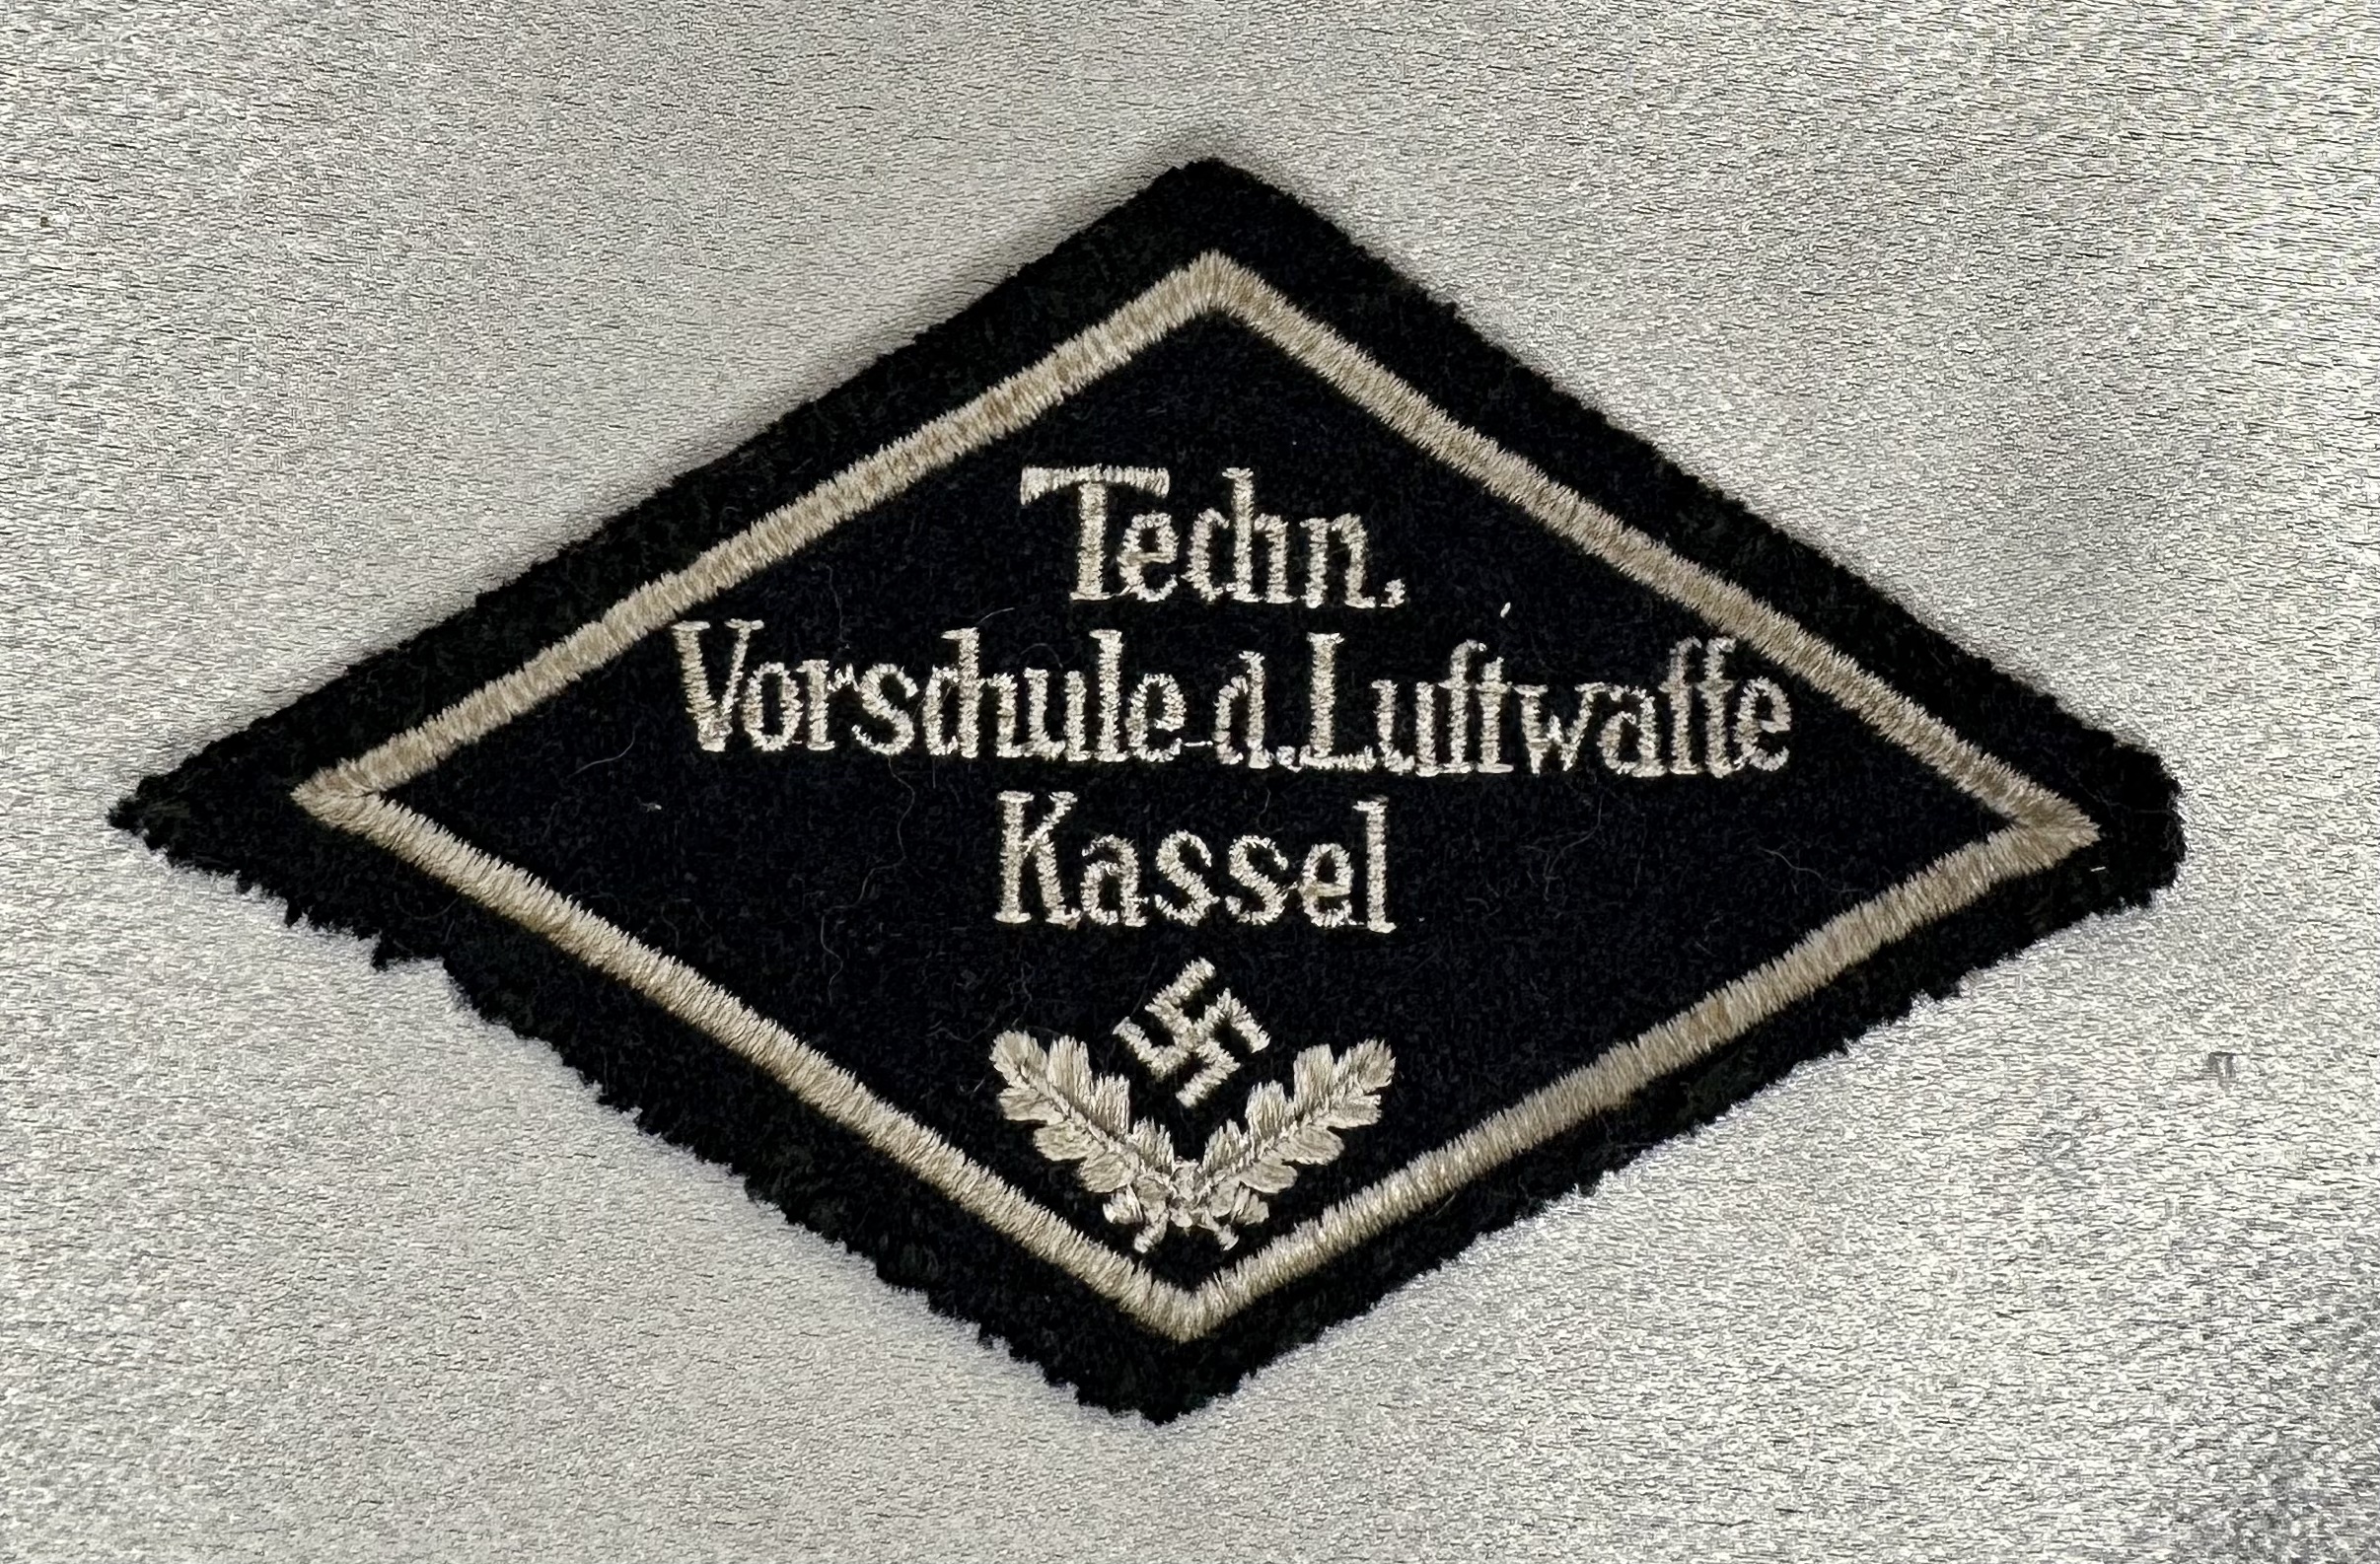 Techn.
Vorschule d. Luftwaffe
Kassel